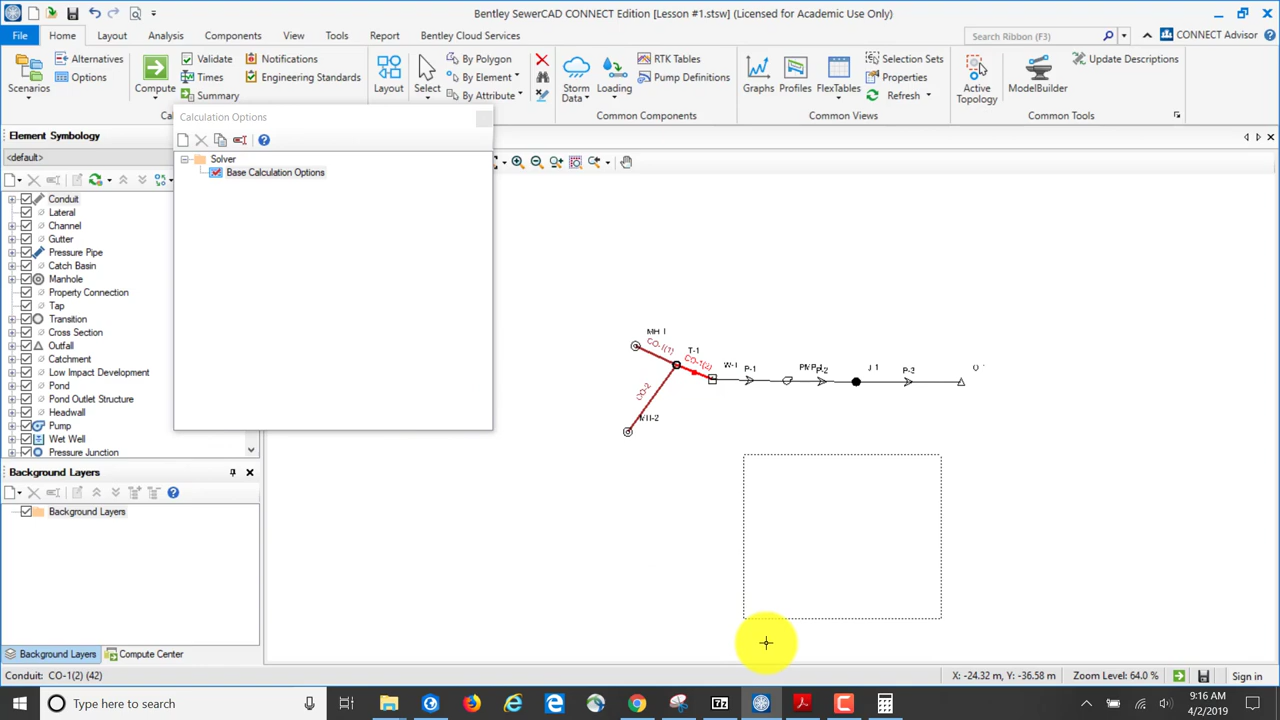 Bentley SewerCAD CONNECT Edition [Lesson #1.stsw] (Licensed for Academic Use Only)
File Home Layout Analysis Components View Tools Report Bentley Cloud Services
Search Ribbon (F3) CONNECT Advisor
Scenarios
Alternatives
Options
Compute
Validate
Times
Summary
Notifications
Engineering Standards
Layout
Select
By Polygon
By Element
By Attribute
Storm Data
Loading
RTK Tables
Pump Definitions
Common Components
Graphs
Profiles
FlexTables
Selection Sets
Properties
Refresh
Common Views
Active Topology
ModelBuilder
Update Descriptions
Common Tools
Element Symbology
<default>
Conduit
Lateral
Channel
Gutter
Pressure Pipe
Catch Basin
Manhole
Property Connection
Tap
Transition
Cross Section
Outfall
Catchment
Low Impact Development
Pond
Pond Outlet Structure
Headwall
Pump
Wet Well
Pressure Junction
Calculation Options
Solver
Base Calculation Options
T-1
CO-1(1)
CO-1(2)
CO-2
W-1
P-1
P-2
P-3
Background Layers
Background Layers
Background Layers Compute Center
Conduit: CO-1(2) (42)
X: -24.32 m, Y: -36.58 m Zoom Level: 64.0 % Sign in
Type here to search
9:16 AM
4/2/2019